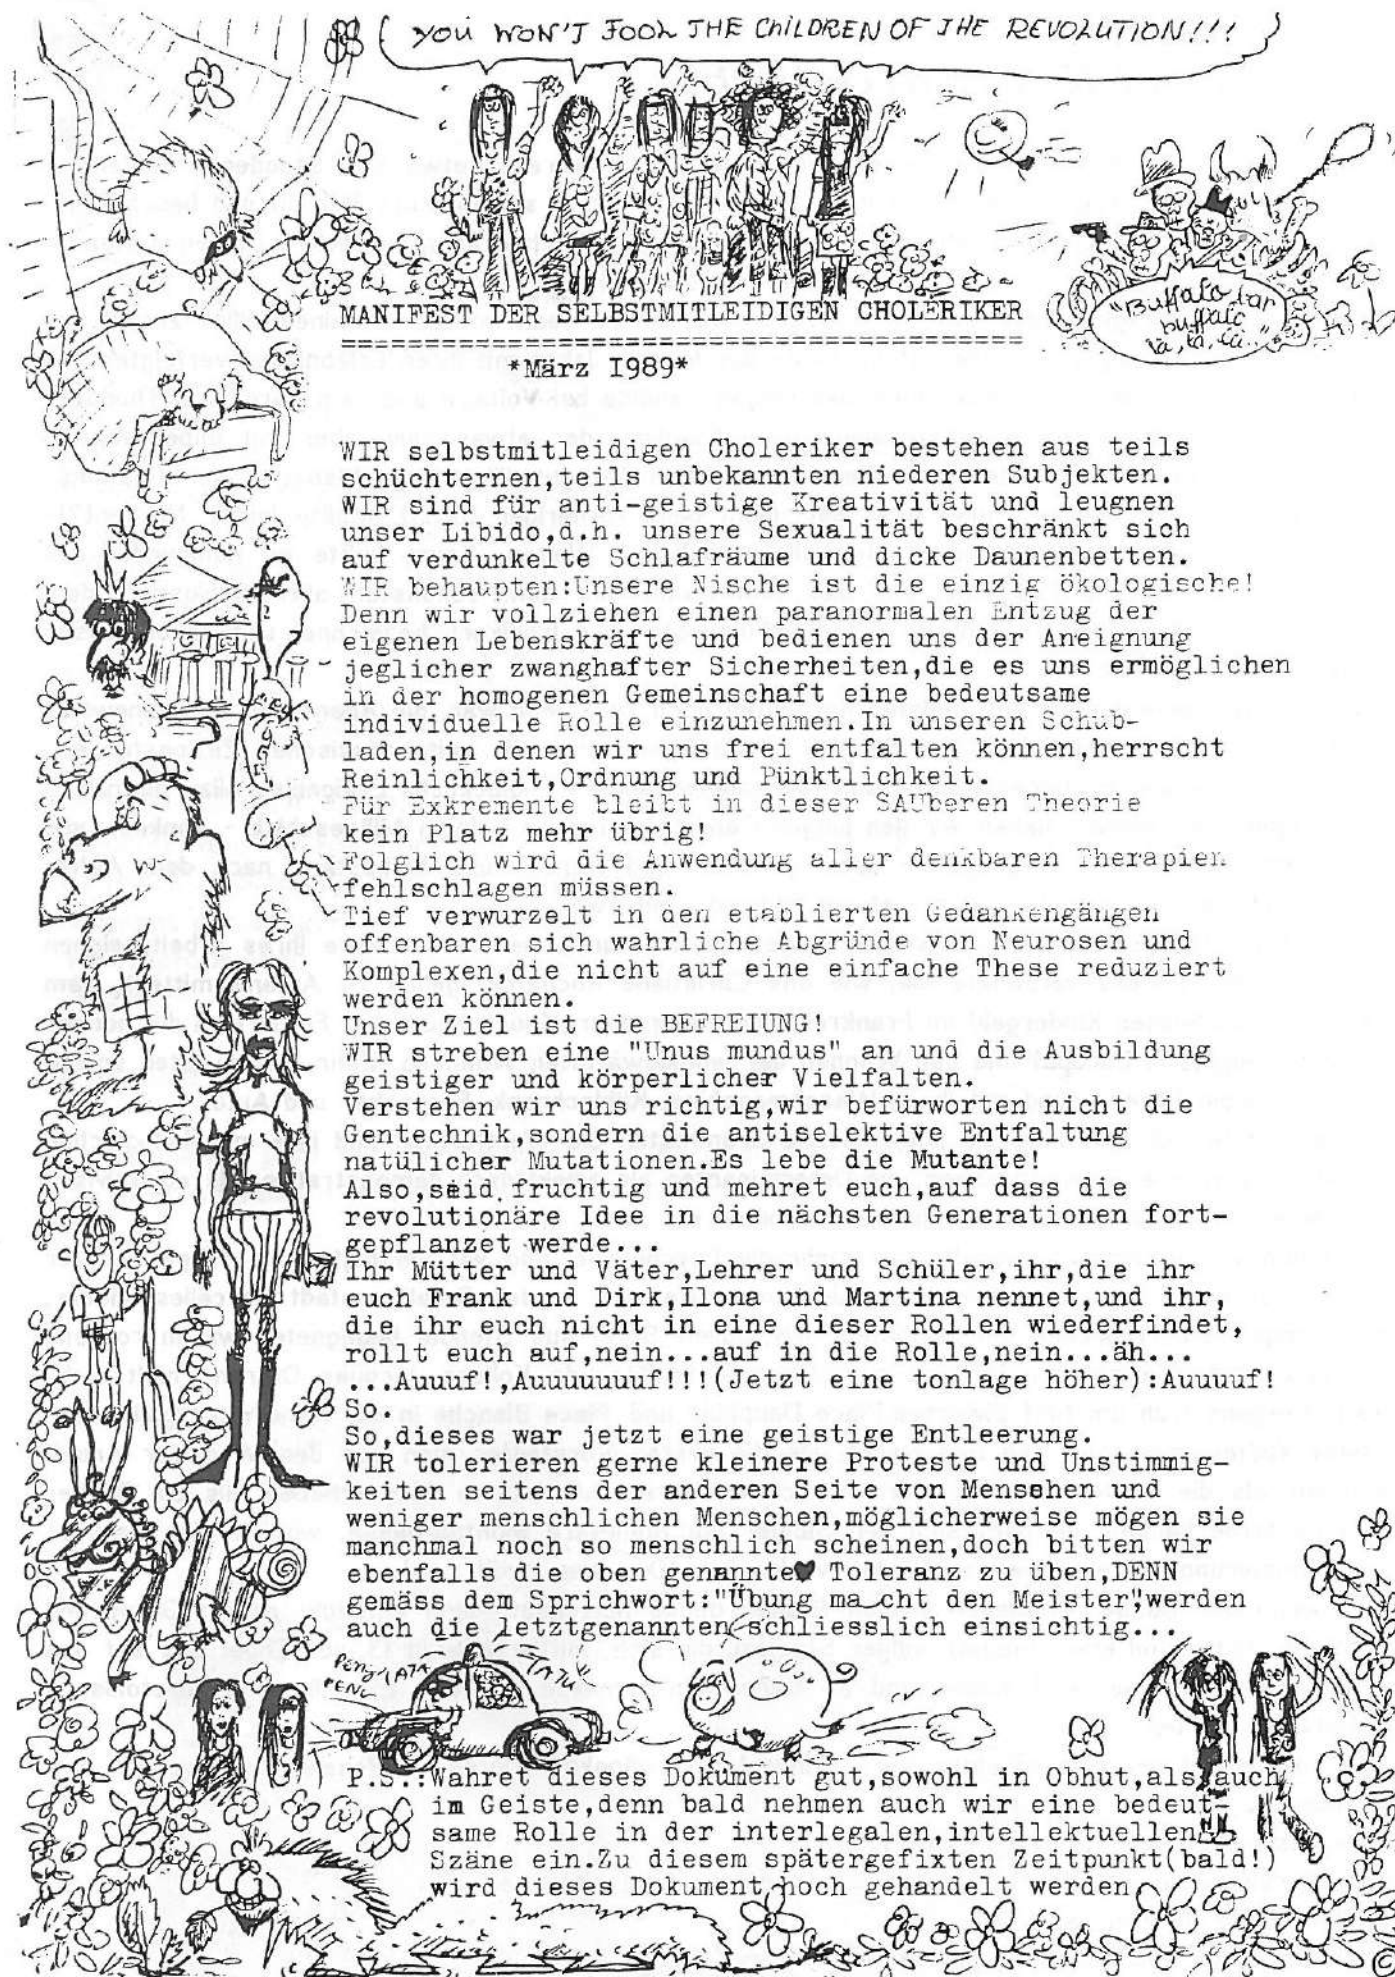 YOU WON'T FOOL THE CHILDREN OF THE REVOLUTION!!!
"Buffalo bar
buffalo
MANIFEST DER SELBSTMITLEIDIGEN CHOLERIKER
=========================================
*März I989*
WIR selbstmitleidigen Choleriker bestehen aus teils
schüchternen,teils unbekannten niederen Subjekten.
WIR sind für anti-geistige Kreativität und leugnen
unser Libido,d.h. unsere Sexualität beschränkt sich
auf verdunkelte Schlafräume und dicke Daunenbetten.
WIR behaupten:Unsere Nische ist die einzig ökologische!
Denn wir vollziehen einen paranormalen Entzug der
eigenen Lebenskräfte und bedienen uns der Aneignung
jeglicher zwanghafter Sicherheiten,die es uns ermöglichen
in der homogenen Gemeinschaft eine bedeutsame
individuelle Rolle einzunehmen.In unseren Schub-
laden,in denen wir uns frei entfalten können,herrscht
Reinlichkeit,Ordnung und Pünktlichkeit.
Für Exkremente bleibt in dieser SAUberen Theorie
kein Platz mehr übrig!
Folglich wird die Anwendung aller denkbaren Therapien
fehlschlagen müssen.
Tief verwurzelt in den etablierten Gedankengängen
offenbaren sich wahrliche Abgründe von Neurosen und
Komplexen,die nicht auf eine einfache These reduziert
werden können.
Unser Ziel ist die BEFREIUNG!
WIR streben eine "Unus mundus" an und die Ausbildung
geistiger und körperlicher Vielfalten.
Verstehen wir uns richtig,wir befürworten nicht die
Gentechnik,sondern die antiselektive Entfaltung
natülicher Mutationen.Es lebe die Mutante!
Also,seid fruchtig und mehret euch,auf dass die
revolutionäre Idee in die nächsten Generationen fort-
gepflanzet werde...
Ihr Mütter und Väter,Lehrer und Schüler,ihr,die ihr
euch Frank und Dirk,Ilona und Martina nennet,und ihr,
die ihr euch nicht in eine dieser Rollen wiederfindet,
rollt euch auf,nein...auf in die Rolle,nein...äh...
...Auuuf!,Auuuuuuuf!!!(Jetzt eine tonlage höher):Auuuuf!
So.
So,dieses war jetzt eine geistige Entleerung.
WIR tolerieren gerne kleinere Proteste und Unstimmig-
keiten seitens der anderen Seite von Menschen und
weniger menschlichen Menschen,möglicherweise mögen sie
manchmal noch so menschlich scheinen,doch bitten wir
ebenfalls die oben genannte♥ Toleranz zu üben,DENN
gemäss dem Sprichwort:"Übung macht den Meister",werden
auch die letztgenannten schliesslich einsichtig...
PENG, RATA
PENG
TATÜÜ
P.S.:Wahret dieses Dokument gut,sowohl in Obhut,als auch
im Geiste,denn bald nehmen auch wir eine bedeut-
same Rolle in der interlegalen,intellektuellen
Szäne ein.Zu diesem spätergefixten Zeitpunkt(bald!)
wird dieses Dokument hoch gehandelt werden